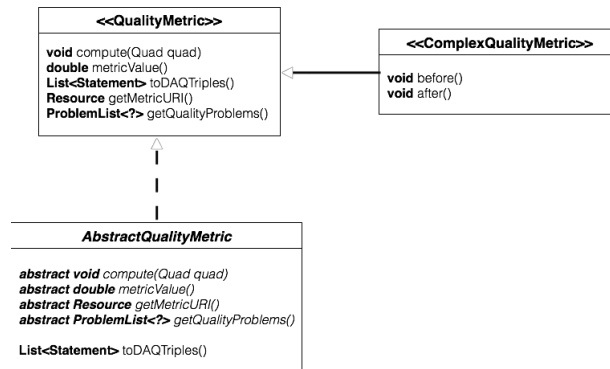 <<QualityMetric>>
void compute(Quad quad)
double metricValue()
List<Statement> toDAQTriples()
Resource getMetricURI()
ProblemList<?> getQualityProblems()
<<ComplexQualityMetric>>
void before()
void after()
AbstractQualityMetric
abstract void compute(Quad quad)
abstract double metricValue()
abstract Resource getMetricURI()
abstract ProblemList<?> getQualityProblems()
List<Statement> toDAQTriples()